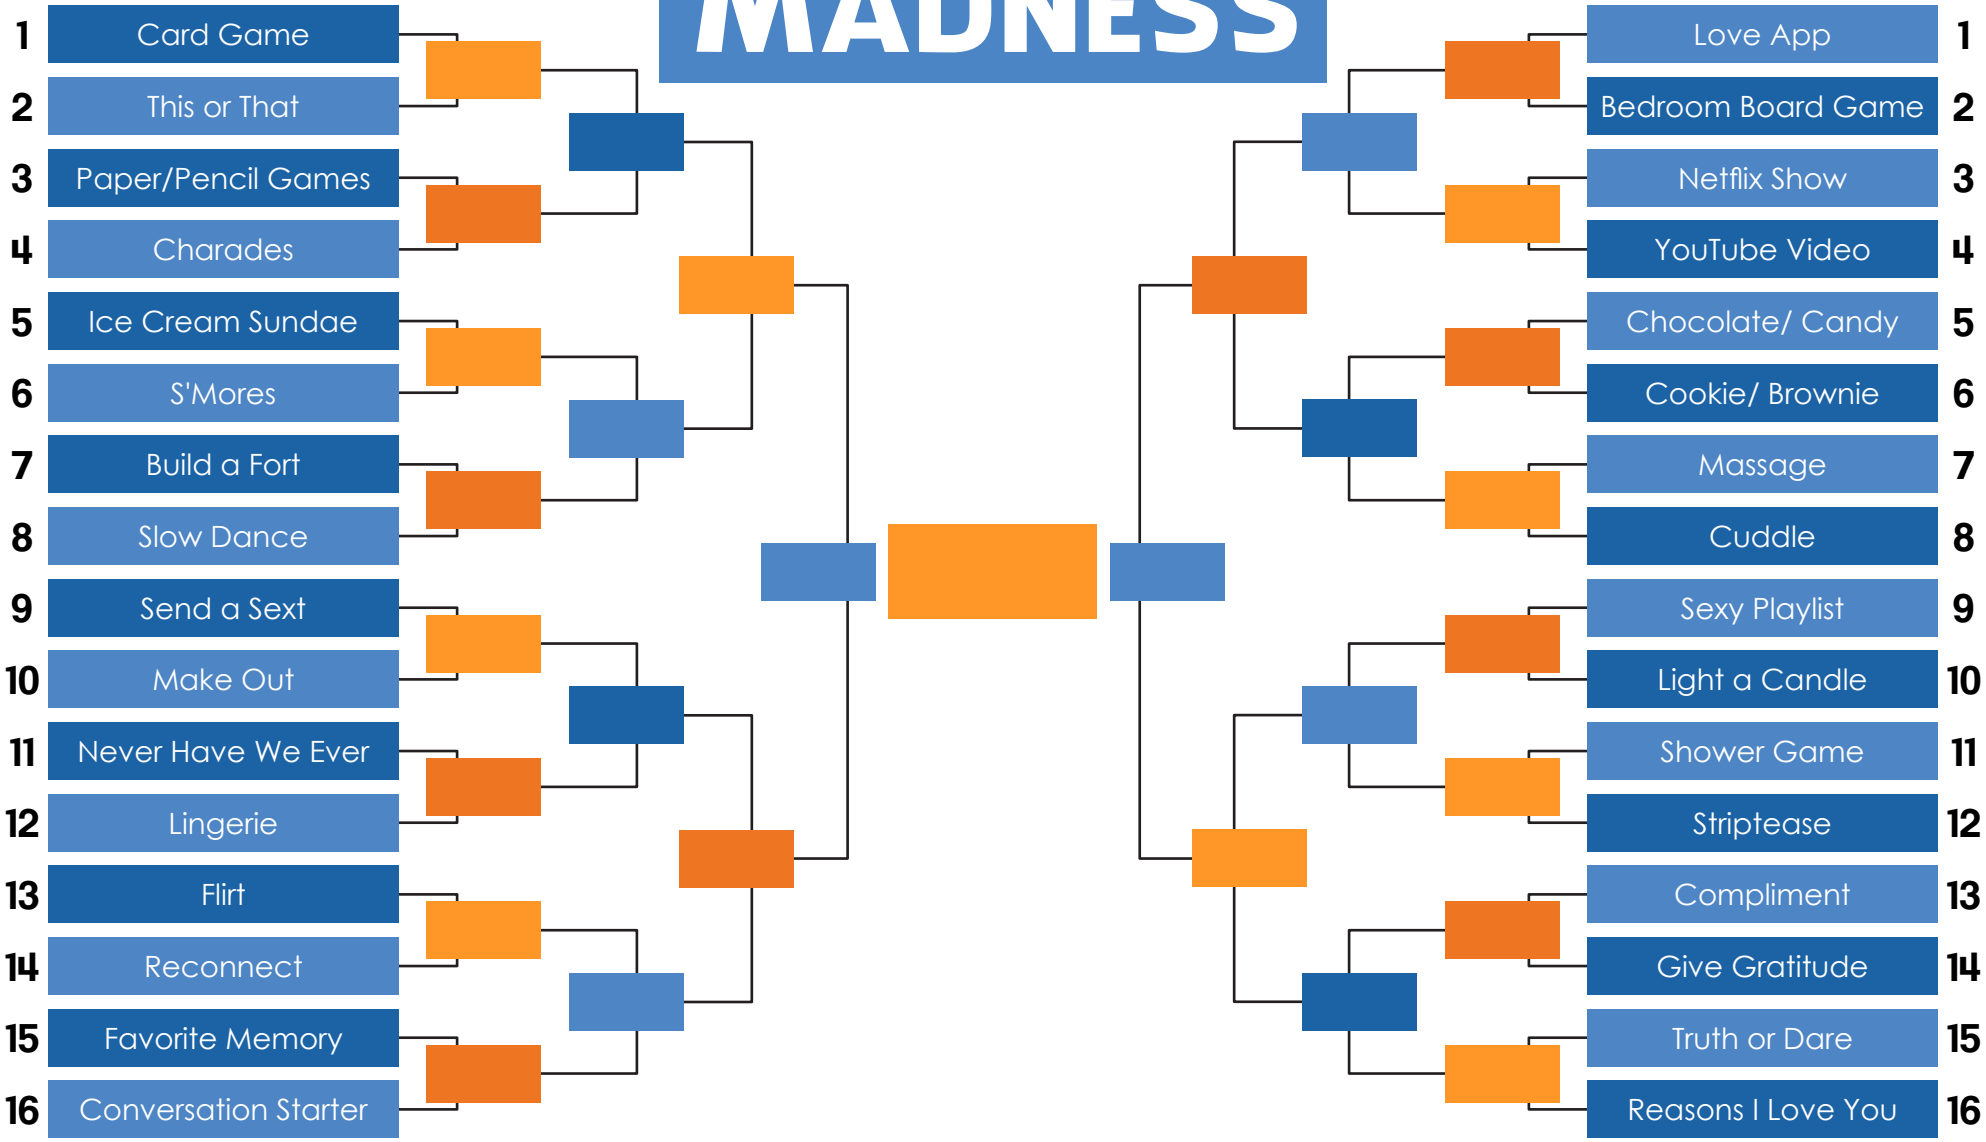 MADNESS
1 Card Game
2 This or That
3 Paper/Pencil Games
4 Charades
5 Ice Cream Sundae
6 S'Mores
7 Build a Fort
8 Slow Dance
9 Send a Sext
10 Make Out
11 Never Have We Ever
12 Lingerie
13 Flirt
14 Reconnect
15 Favorite Memory
16 Conversation Starter
Love App 1
Bedroom Board Game 2
Netflix Show 3
YouTube Video 4
Chocolate/ Candy 5
Cookie/ Brownie 6
Massage 7
Cuddle 8
Sexy Playlist 9
Light a Candle 10
Shower Game 11
Striptease 12
Compliment 13
Give Gratitude 14
Truth or Dare 15
Reasons I Love You 16